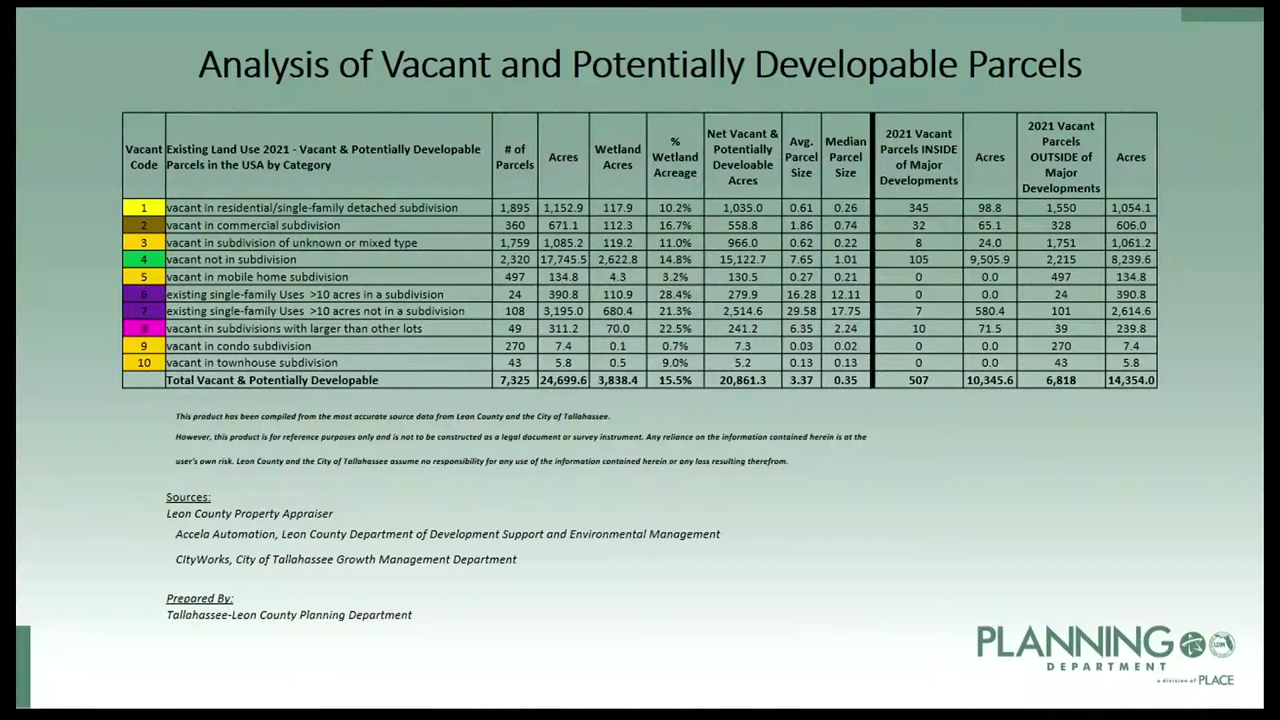 Analysis of Vacant and Potentially Developable Parcels
Vacant Code | Existing Land Use 2021 - Vacant & Potentially Developable Parcels in the USA by Category | # of Parcels | Acres | Wetland Acres | % Wetland Acreage | Net Vacant & Potentially Develoable Acres | Avg. Parcel Size | Median Parcel Size | 2021 Vacant Parcels INSIDE of Major Developments | Acres | 2021 Vacant Parcels OUTSIDE of Major Developments | Acres
1 | vacant in residential/single-family detached subdivision | 1,895 | 1,152.9 | 117.9 | 10.2% | 1,035.0 | 0.61 | 0.26 | 345 | 98.8 | 1,550 | 1,054.1
2 | vacant in commercial subdivision | 360 | 671.1 | 112.3 | 16.7% | 558.8 | 1.86 | 0.74 | 32 | 65.1 | 328 | 606.0
3 | vacant in subdivision of unknown or mixed type | 1,759 | 1,085.2 | 119.2 | 11.0% | 966.0 | 0.62 | 0.22 | 8 | 24.0 | 1,751 | 1,061.2
4 | vacant not in subdivision | 2,320 | 17,745.5 | 2,622.8 | 14.8% | 15,122.7 | 7.65 | 1.01 | 105 | 9,505.9 | 2,215 | 8,239.6
5 | vacant in mobile home subdivision | 497 | 134.8 | 4.3 | 3.2% | 130.5 | 0.27 | 0.21 | 0 | 0.0 | 497 | 134.8
6 | existing single-family Uses >10 acres in a subdivision | 24 | 390.8 | 110.9 | 28.4% | 279.9 | 16.28 | 12.11 | 0 | 0.0 | 24 | 390.8
7 | existing single-family Uses >10 acres not in a subdivision | 108 | 3,195.0 | 680.4 | 21.3% | 2,514.6 | 29.58 | 17.75 | 7 | 580.4 | 101 | 2,614.6
8 | vacant in subdivisions with larger than other lots | 49 | 311.2 | 70.0 | 22.5% | 241.2 | 6.35 | 2.24 | 10 | 71.5 | 39 | 239.8
9 | vacant in condo subdivision | 270 | 7.4 | 0.1 | 0.7% | 7.3 | 0.03 | 0.02 | 0 | 0.0 | 270 | 7.4
10 | vacant in townhouse subdivision | 43 | 5.8 | 0.5 | 9.0% | 5.2 | 0.13 | 0.13 | 0 | 0.0 | 43 | 5.8
Total Vacant & Potentially Developable | 7,325 | 24,699.6 | 3,838.4 | 15.5% | 20,861.3 | 3.37 | 0.35 | 507 | 10,345.6 | 6,818 | 14,354.0
This product has been compiled from the most accurate source data from Leon County and the City of Tallahassee.
However, this product is for reference purposes only and is not to be constructed as a legal document or survey instrument. Any reliance on the information contained herein is at the
user's own risk. Leon County and the City of Tallahassee assume no responsibility for any use of the information contained herein or any loss resulting therefrom.
Sources:
Leon County Property Appraiser
Accela Automation, Leon County Department of Development Support and Environmental Management
CItyWorks, City of Tallahassee Growth Management Department
Prepared By:
Tallahassee-Leon County Planning Department
PLANNING
DEPARTMENT
a division of PLACE